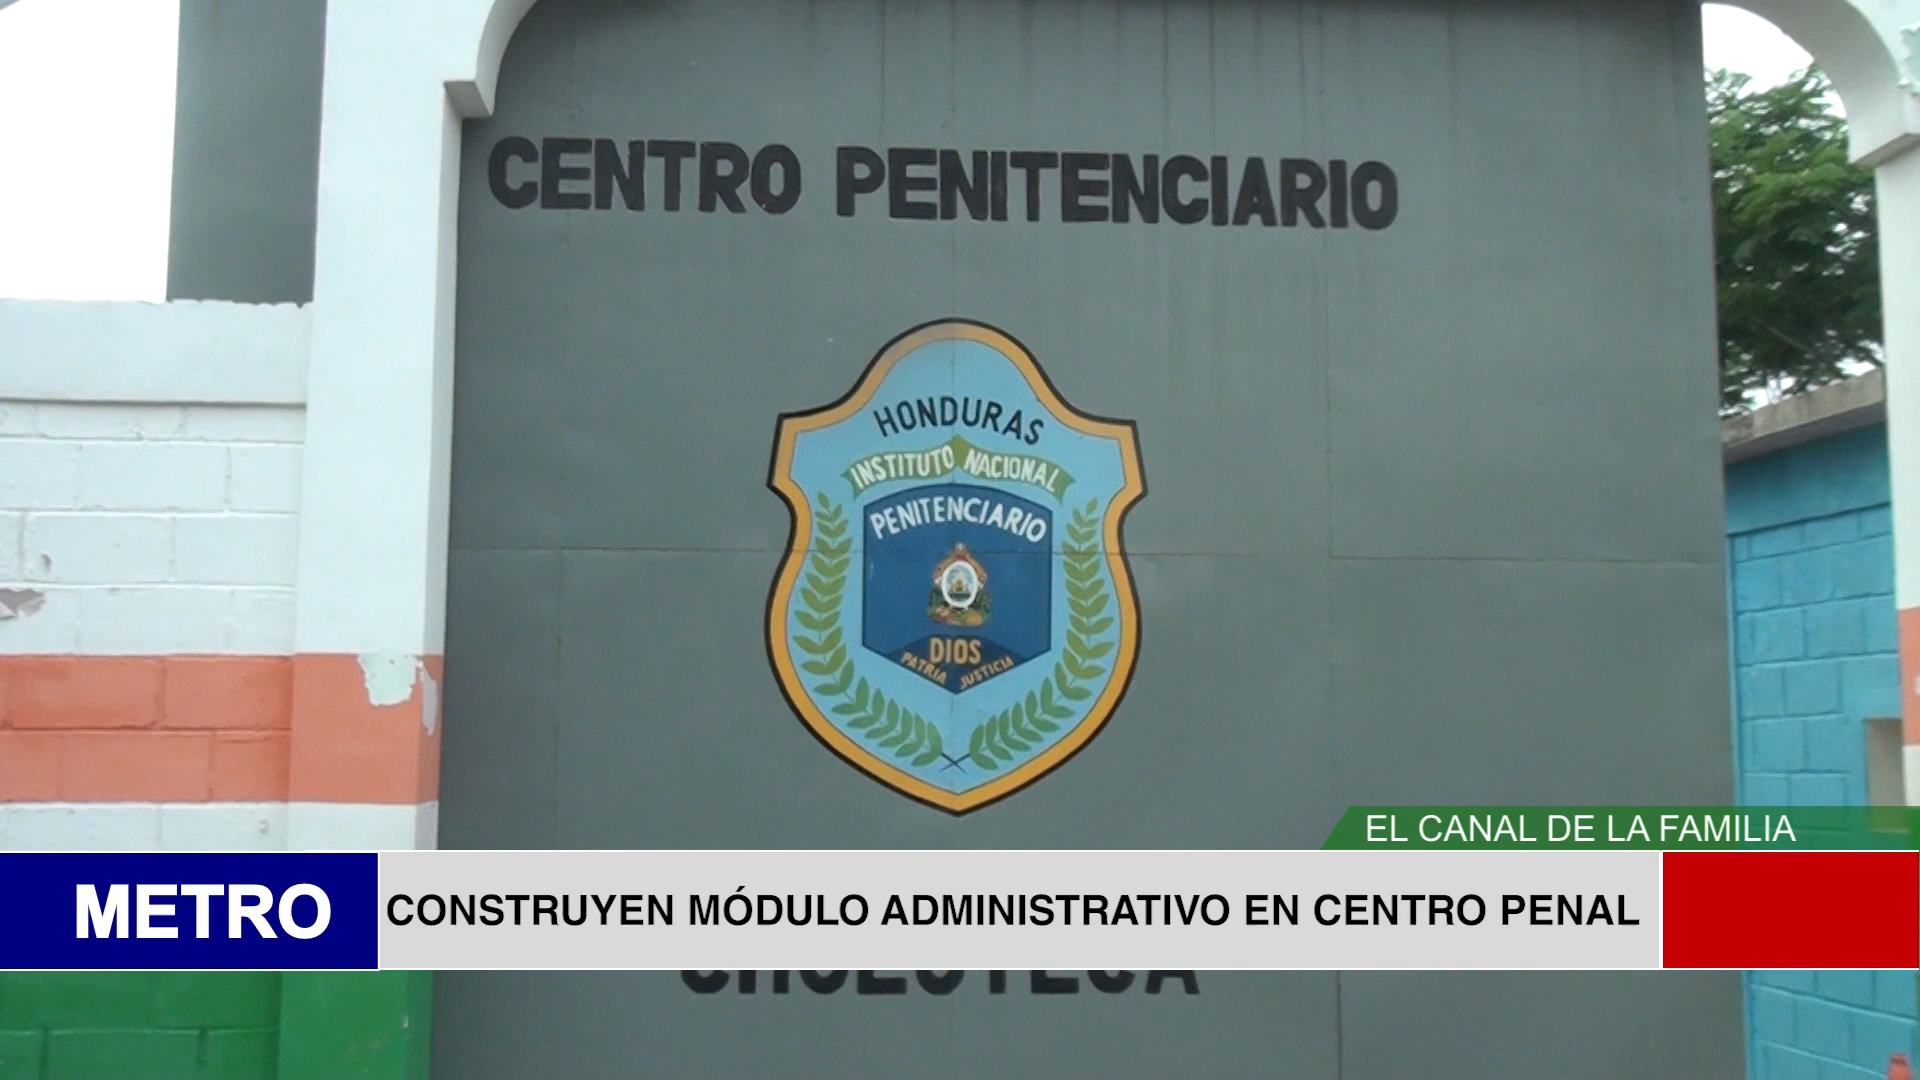 CENTRO PENITENCIARIO
HONDURAS
INSTITUTO NACIONAL
PENITENCIARIO
DIOS
PATRIA JUSTICIA
EL CANAL DE LA FAMILIA
METRO
CONSTRUYEN MÓDULO ADMINISTRATIVO EN CENTRO PENAL
CHOLUTECA